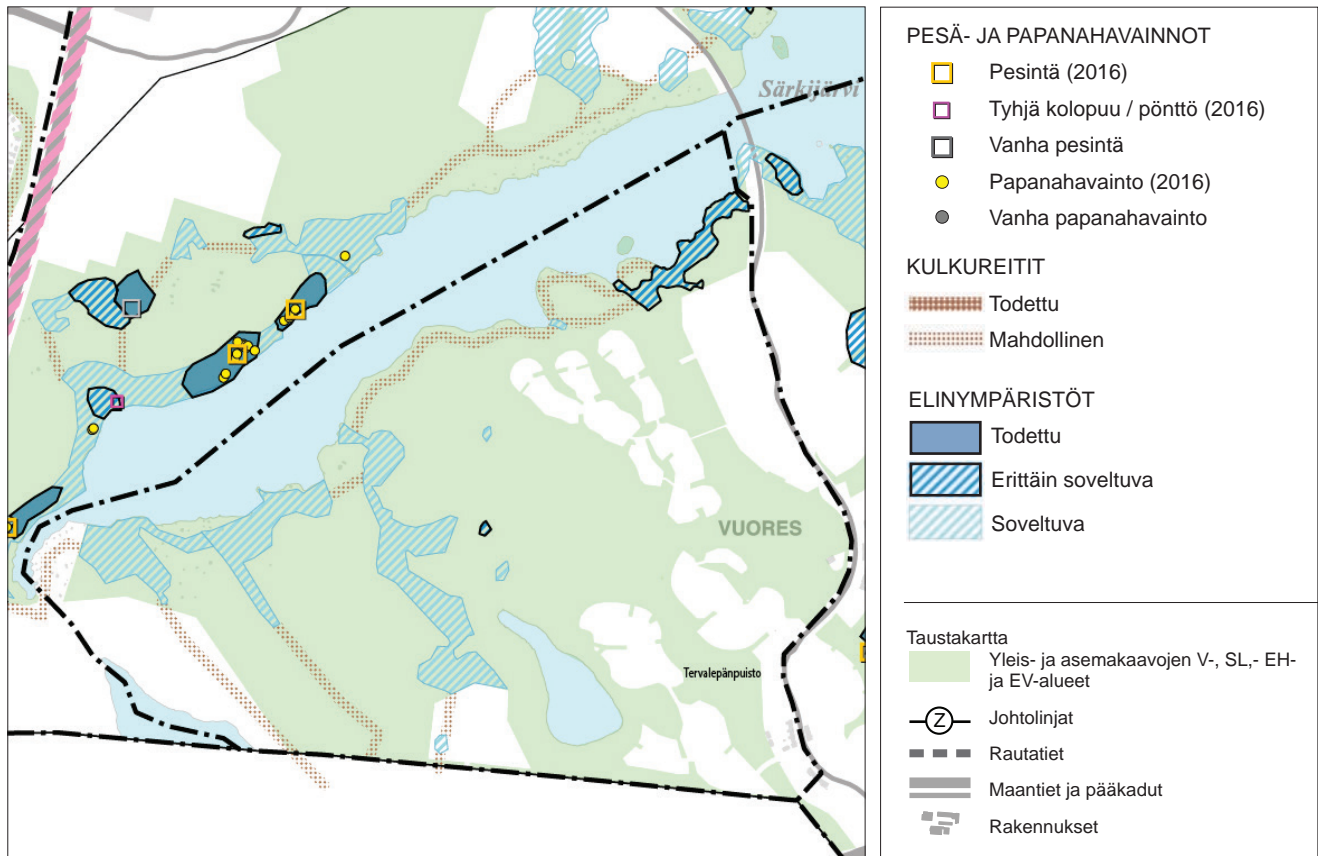 Särkijärvi
VUORES
Tervalepänpuisto
PESÄ- JA PAPANAHAVAINNOT
Pesintä (2016)
Tyhjä kolopuu / pönttö (2016)
Vanha pesintä
Papanahavainto (2016)
Vanha papanahavainto
KULKUREITIT
Todettu
Mahdollinen
ELINYMPÄRISTÖT
Todettu
Erittäin soveltuva
Soveltuva
Taustakartta
Yleis- ja asemakaavojen V-, SL,- EH-
ja EV-alueet
Z
Johtolinjat
Rautatiet
Maantiet ja pääkadut
Rakennukset